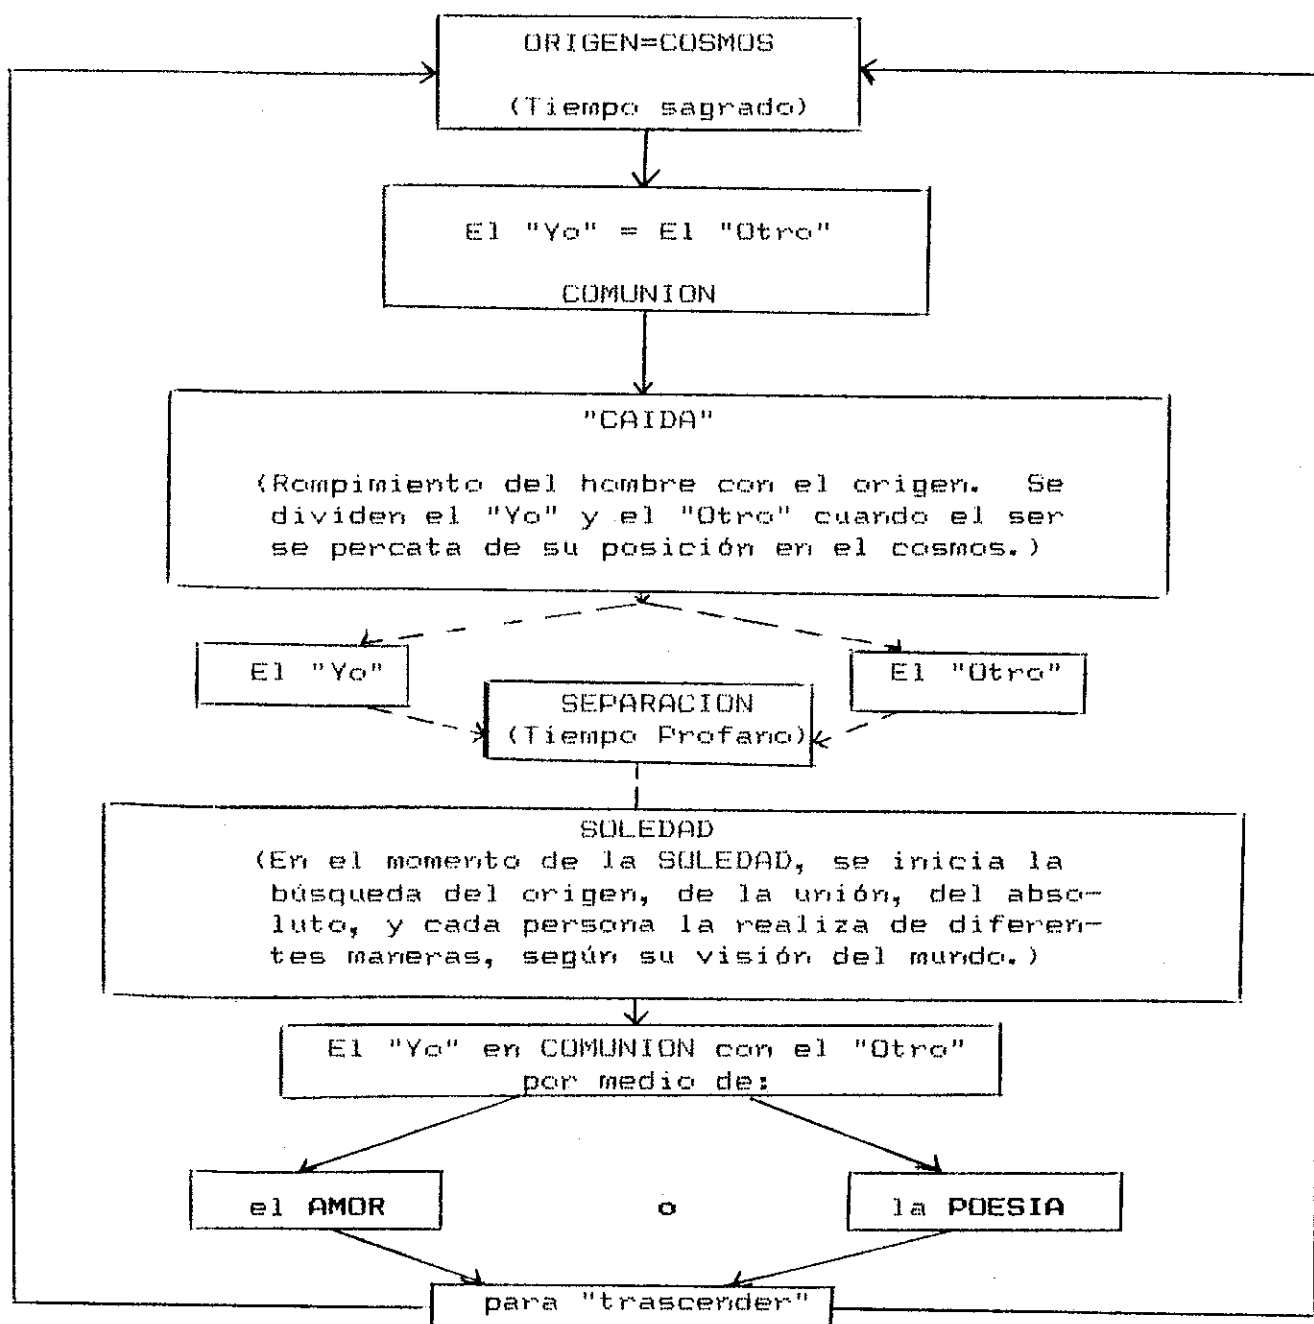 ORIGEN=COSMOS
(Tiempo sagrado)
El "Yo" = El "Otro"
COMUNION
"CAIDA"
(Rompimiento del hombre con el origen. Se
dividen el "Yo" y el "Otro" cuando el ser
se percata de su posición en el cosmos.)
El "Yo"
El "Otro"
SEPARACION
(Tiempo Profano)
SOLEDAD
(En el momento de la SOLEDAD, se inicia la
búsqueda del origen, de la unión, del abso-
luto, y cada persona la realiza de diferen-
tes maneras, según su visión del mundo.)
El "Yo" en COMUNION con el "Otro"
por medio de:
el AMOR
o
la POESIA
para "trascender"